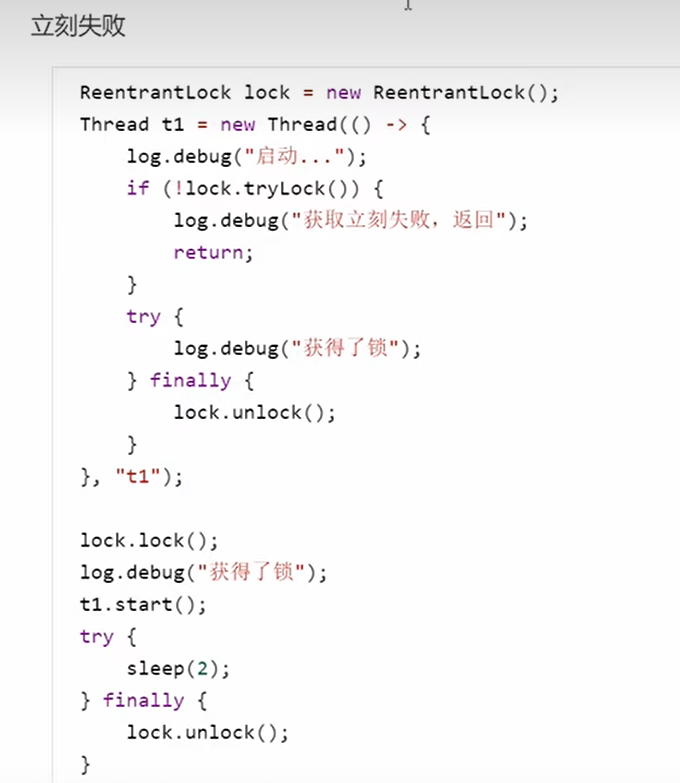 立刻失败
ReentrantLock lock = new ReentrantLock();
Thread t1 = new Thread(() -> {
    log.debug("启动...");
    if (!lock.tryLock()) {
        log.debug("获取立刻失败，返回");
        return;
    }
    try {
        log.debug("获得了锁");
    } finally {
        lock.unlock();
    }
}, "t1");

lock.lock();
log.debug("获得了锁");
t1.start();
try {
    sleep(2);
} finally {
    lock.unlock();
}